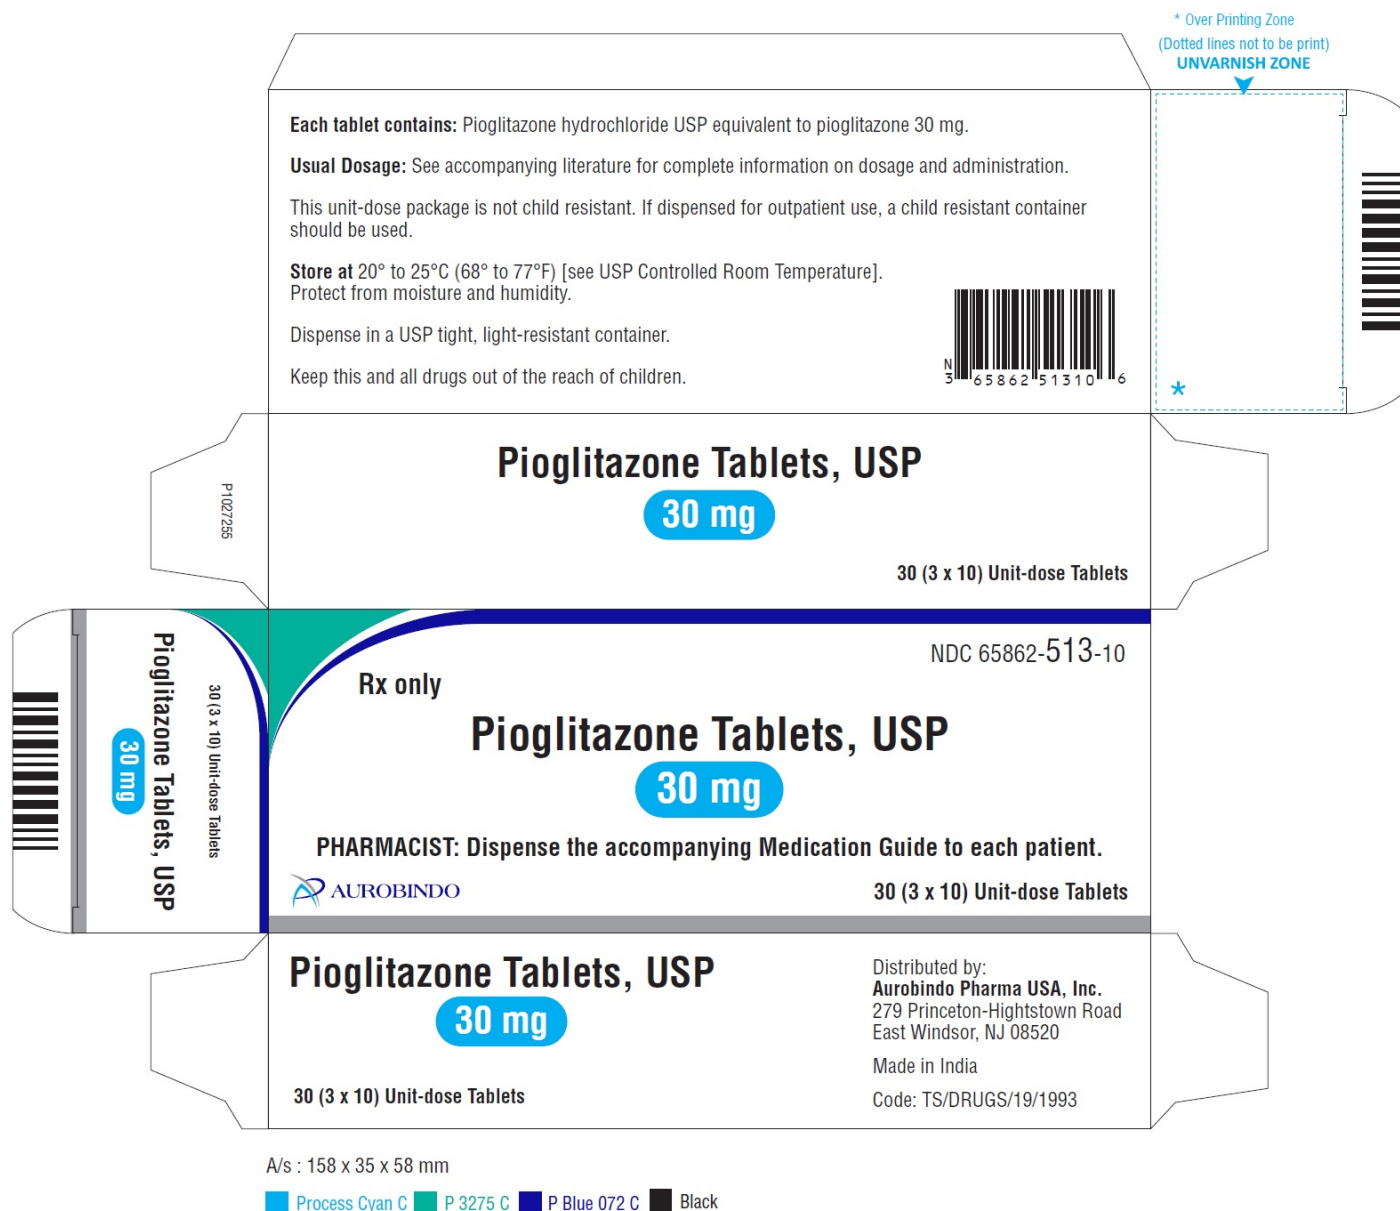 * Over Printing Zone
(Dotted lines not to be print)
UNVARNISH ZONE
Each tablet contains: Pioglitazone hydrochloride USP equivalent to pioglitazone 30 mg.
Usual Dosage: See accompanying literature for complete information on dosage and administration.
This unit-dose package is not child resistant. If dispensed for outpatient use, a child resistant container
should be used.
Store at 20° to 25°C (68° to 77°F) [see USP Controlled Room Temperature].
Protect from moisture and humidity.
Dispense in a USP tight, light-resistant container.
Keep this and all drugs out of the reach of children.
N
3 65862 51310 6
*
Pioglitazone Tablets, USP
30 mg
30 (3 x 10) Unit-dose Tablets
P1027255
Pioglitazone Tablets, USP
30 mg
30 (3 x 10) Unit-dose Tablets
NDC 65862-513-10
Rx only
Pioglitazone Tablets, USP
30 mg
PHARMACIST: Dispense the accompanying Medication Guide to each patient.
AUROBINDO
30 (3 x 10) Unit-dose Tablets
Pioglitazone Tablets, USP
30 mg
30 (3 x 10) Unit-dose Tablets
Distributed by:
Aurobindo Pharma USA, Inc.
279 Princeton-Hightstown Road
East Windsor, NJ 08520
Made in India
Code: TS/DRUGS/19/1993
A/s : 158 x 35 x 58 mm
Process Cyan C P 3275 C P Blue 072 C Black